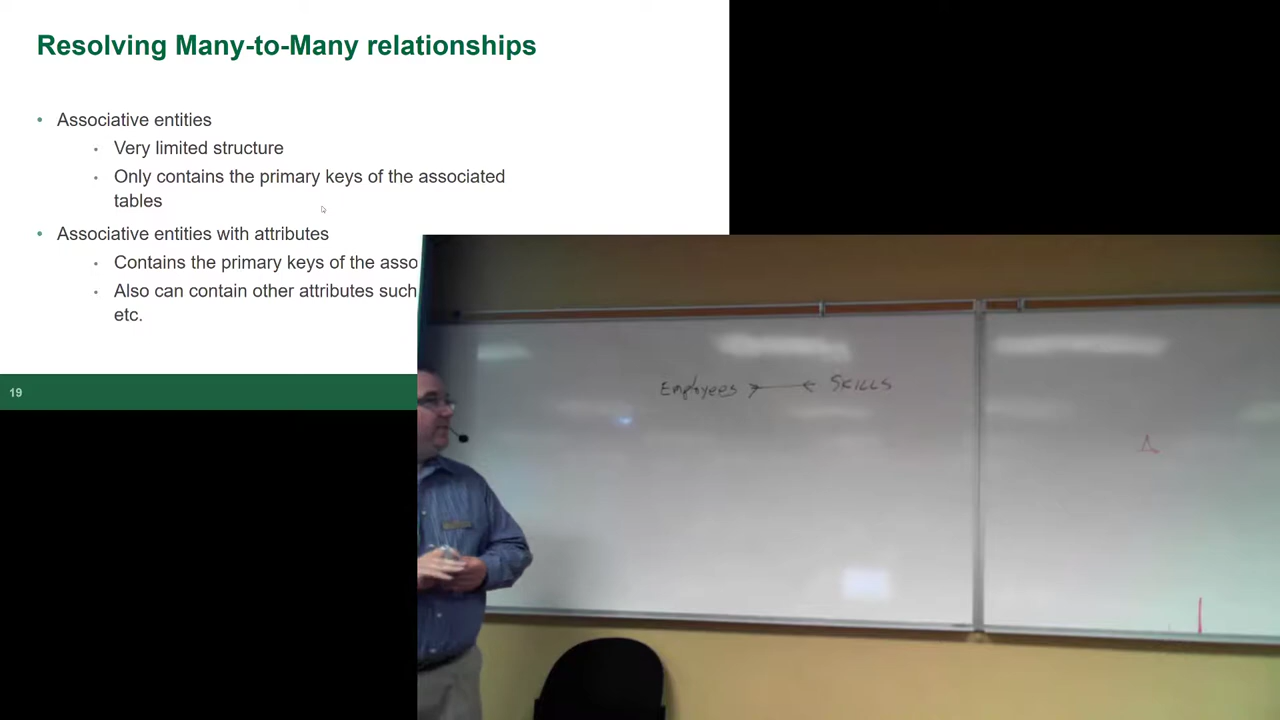 Resolving Many-to-Many relationships
• Associative entities
• Very limited structure
• Only contains the primary keys of the associated
tables
• Associative entities with attributes
• Contains the primary keys of the asso
• Also can contain other attributes such
etc.
19
Employees SKILLS